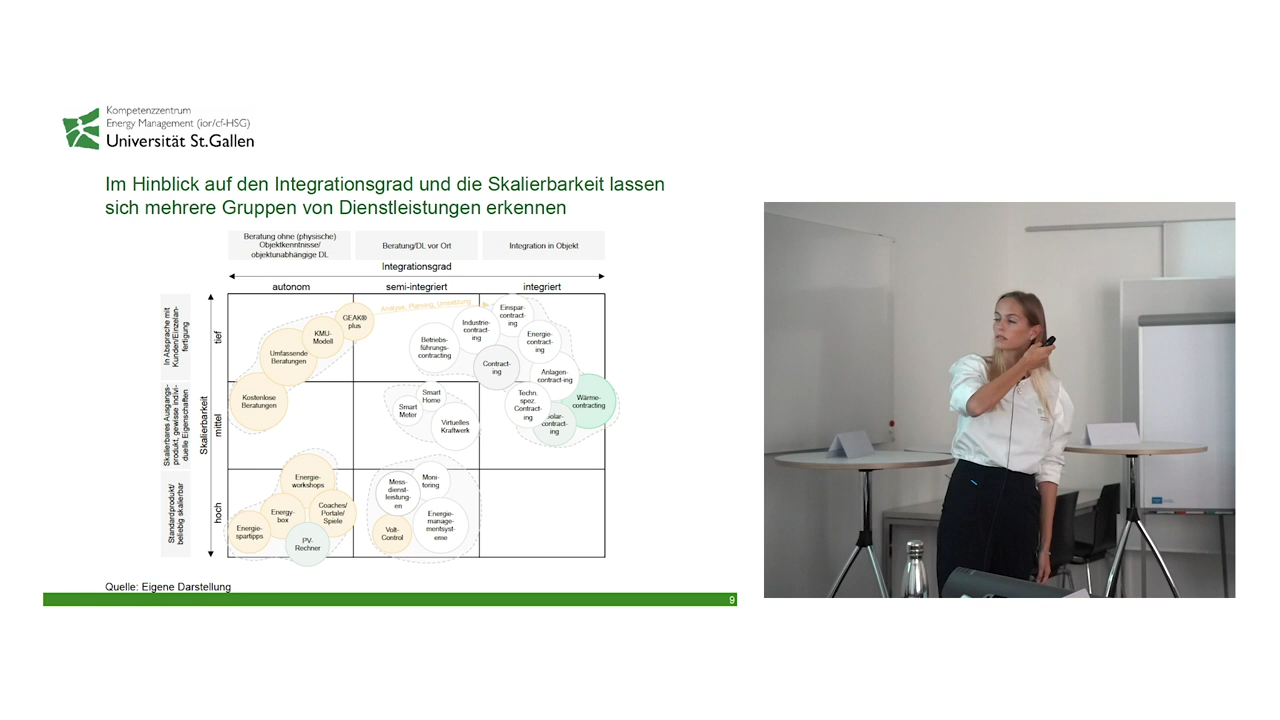 Kompetenzzentrum
Energy Management (ior/cf-HSG)
Universität St.Gallen
Im Hinblick auf den Integrationsgrad und die Skalierbarkeit lassen
sich mehrere Gruppen von Dienstleistungen erkennen
Beratung ohne (physische)
Objektkenntnisse/
objektunabhängige DL
Beratung/DL vor Ort
Integration in Objekt
Integrationsgrad
autonom
semi-integriert
integriert
Skalierbarkeit
In Absprache mit
Kunden/Einzelan-
fertigung
tief
Skalierbares Ausgangs-
produkt, gewisse indivi-
duelle Eigenschaften
mittel
Standardprodukt/
beliebig skalierbar
hoch
Analyse, Planung, Umsetzung
GEAK®
plus
KMU-
Modell
Umfassende
Beratungen
Kostenlose
Beratungen
Einspar-
contract-
ing
Industrie-
contract-
ing
Energie-
contract-
ing
Betriebs-
führungs-
contracting
Contract-
ing
Anlagen-
contract-ing
Techn.
spez.
Contract-
ing
Wärme-
contracting
Solar-
contract-
ing
Smart
Home
Smart
Meter
Virtuelles
Kraftwerk
Energie-
workshops
Energy-
box
Coaches/
Portale/
Spiele
Energie-
spartipps
PV-
Rechner
Mess-
dienst-
leistung-
en
Moni-
toring
Volt-
Control
Energie-
manage-
mentsyst-
eme
Quelle: Eigene Darstellung
9